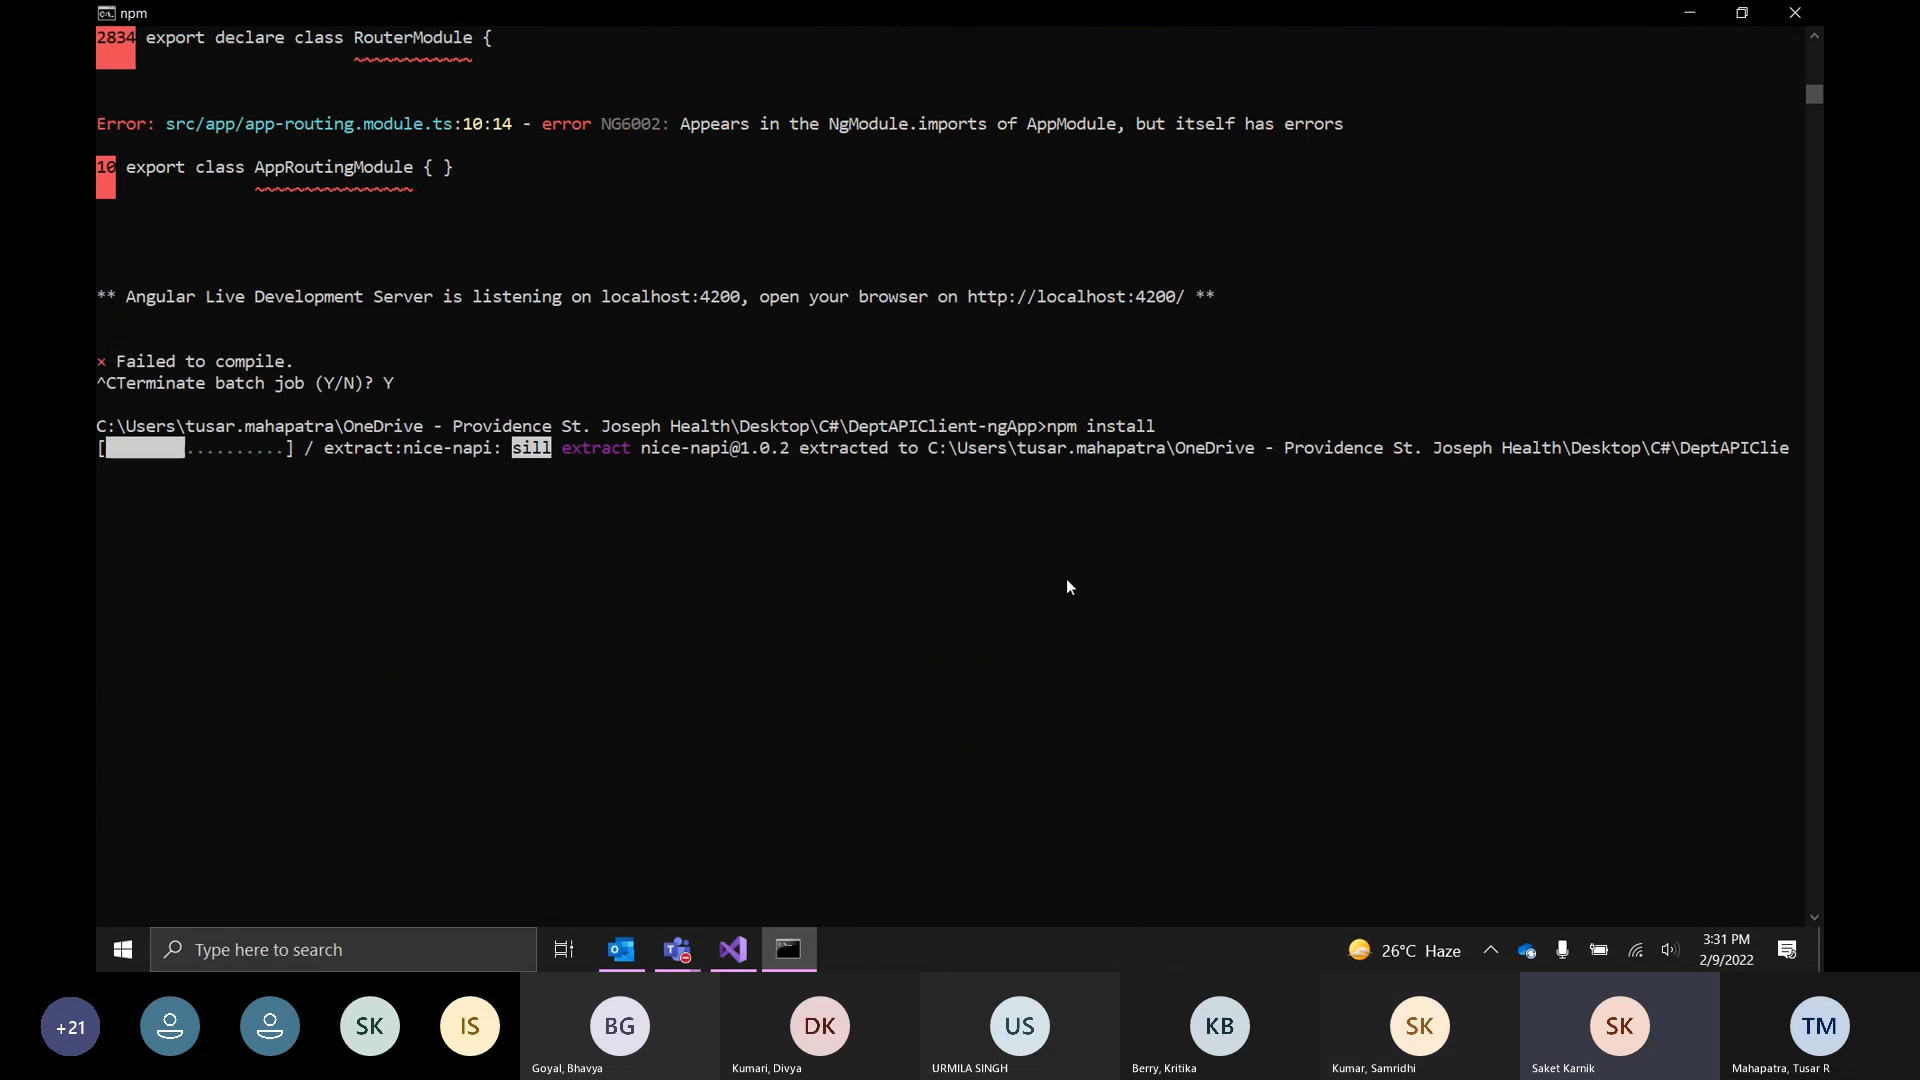 npm
2834 export declare class RouterModule {
Error: src/app/app-routing.module.ts:10:14 - error NG6002: Appears in the NgModule.imports of AppModule, but itself has errors
10 export class AppRoutingModule { }
** Angular Live Development Server is listening on localhost:4200, open your browser on http://localhost:4200/ **
× Failed to compile.
^CTerminate batch job (Y/N)? Y
C:\Users\tusar.mahapatra\OneDrive - Providence St. Joseph Health\Desktop\C#\DeptAPIClient-ngApp>npm install
[ ..........] / extract:nice-napi: sill extract nice-napi@1.0.2 extracted to C:\Users\tusar.mahapatra\OneDrive - Providence St. Joseph Health\Desktop\C#\DeptAPIClie
Type here to search
26°C Haze
3:31 PM
2/9/2022
+21
SK
IS
BG
DK
US
KB
SK
SK
TM
Goyal, Bhavya
Kumari, Divya
URMILA SINGH
Berry, Kritika
Kumar, Samridhi
Saket Karnik
Mahapatra, Tusar R